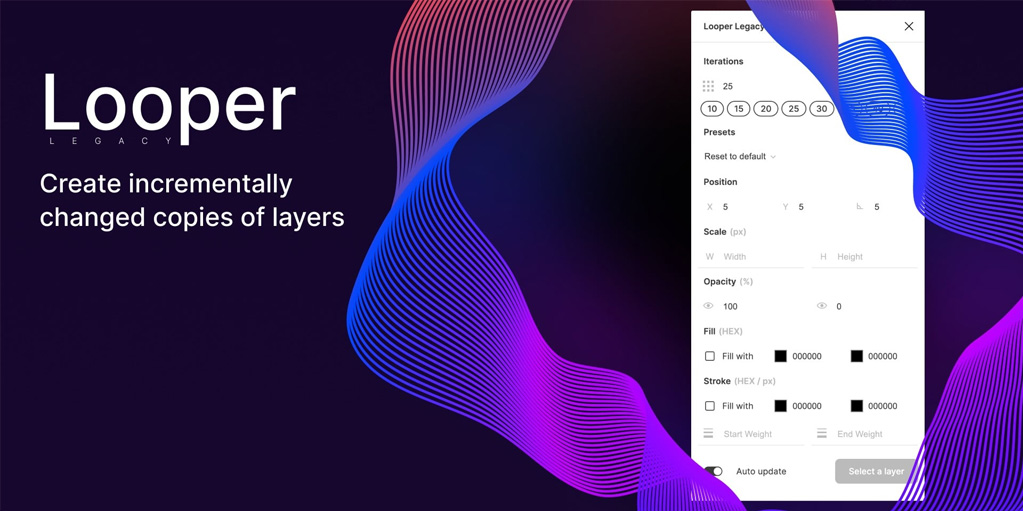 Looper
LEGACY
Create incrementally
changed copies of layers
Looper Legacy
Iterations
25
10 15 20 25 30
Presets
Reset to default
Position
X 5 Y 5 5
Scale (px)
W Width H Height
Opacity (%)
100 0
Fill (HEX)
Fill with 000000 000000
Stroke (HEX / px)
Fill with 000000 000000
Start Weight End Weight
Auto update Select a layer